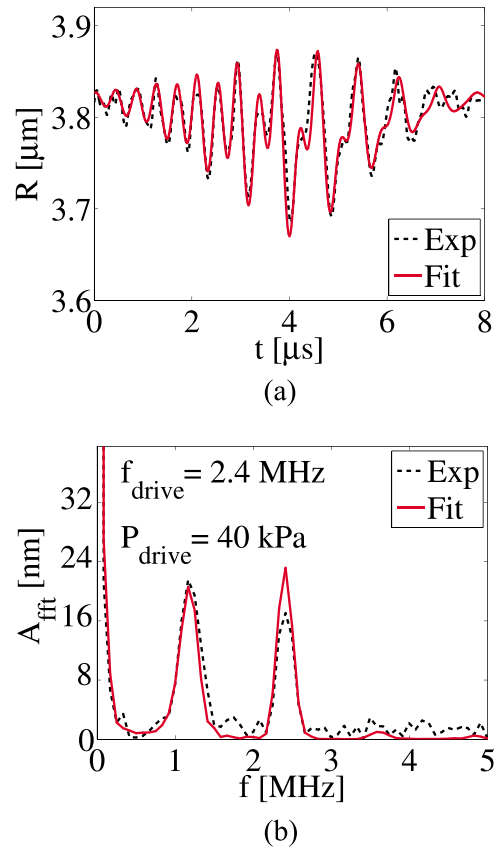 3.9
3.8
3.7
3.6
R [μm]
Exp
Fit
0 2 4 6 8
t [μs]
(a)
32
24
16
8
0
A_fft [nm]
f_drive = 2.4 MHz
P_drive = 40 kPa
Exp
Fit
0 1 2 3 4 5
f [MHz]
(b)